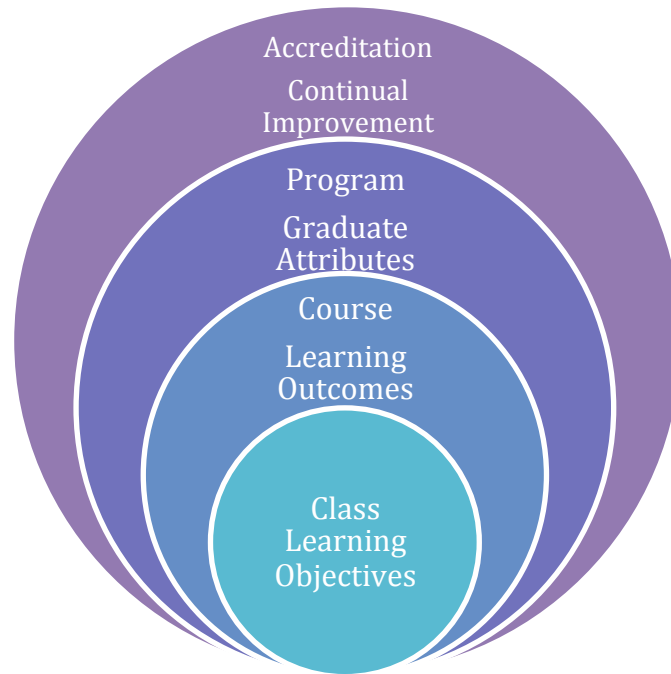 Accreditation
Continual
Improvement
Program
Graduate
Attributes
Course
Learning
Outcomes
Class
Learning
Objectives